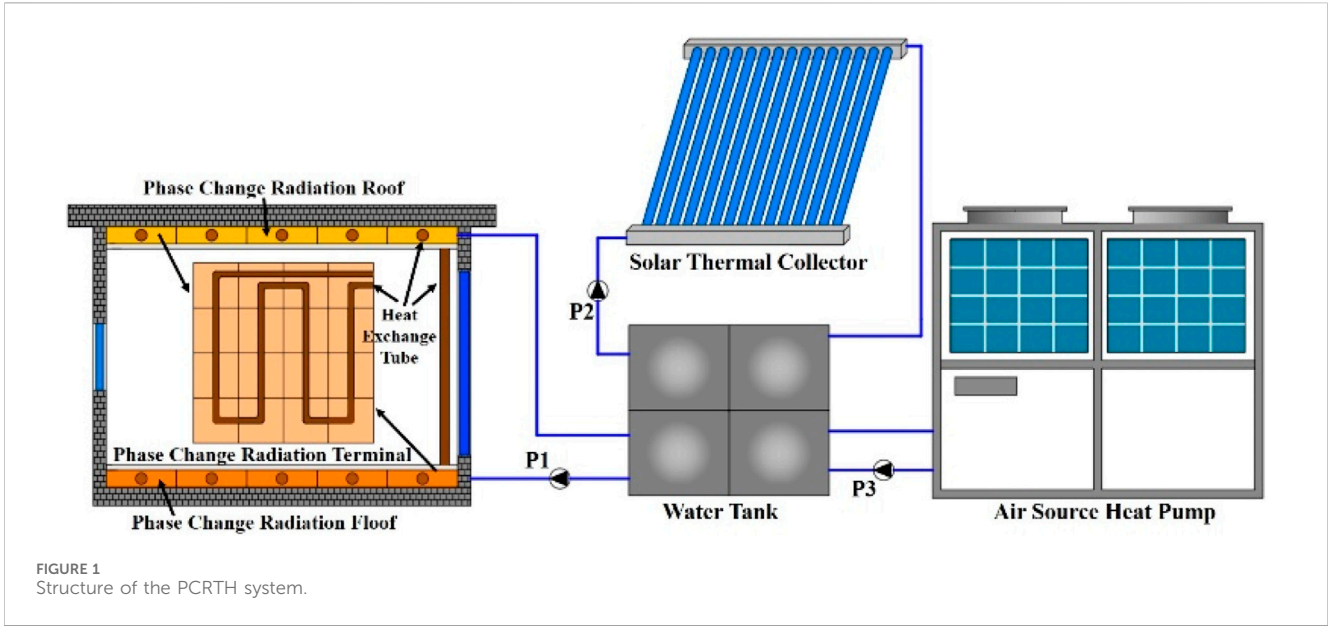 Phase Change Radiation Roof
Heat
Exchange
Tube
Phase Change Radiation Terminal
Phase Change Radiation Floof
P1
P2
Solar Thermal Collector
Water Tank
P3
Air Source Heat Pump
FIGURE 1
Structure of the PCRTH system.